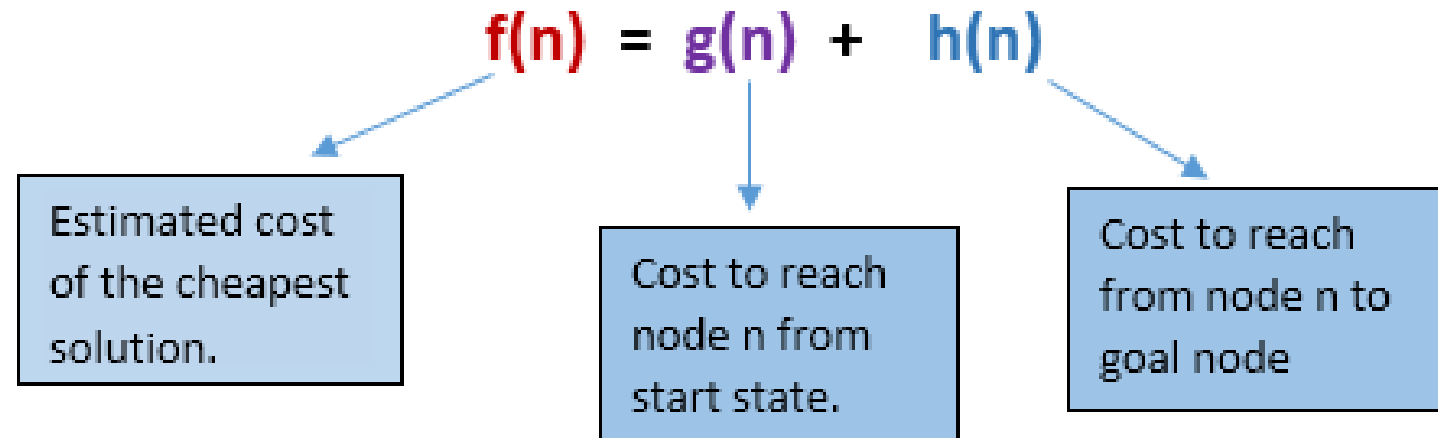 f(n) = g(n) + h(n)
Estimated cost
of the cheapest
solution.
Cost to reach
node n from
start state.
Cost to reach
from node n to
goal node